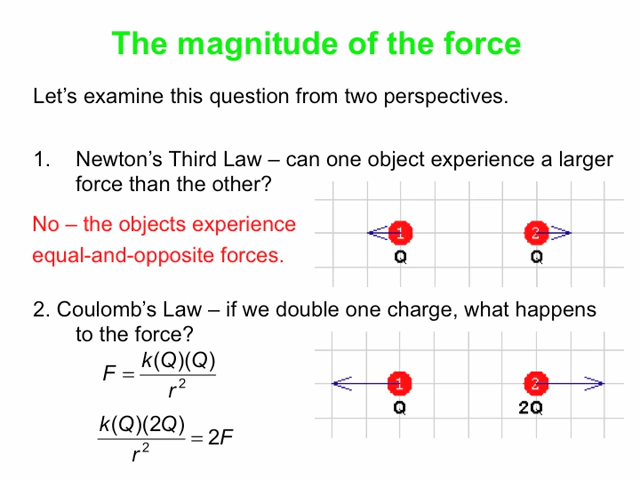 The magnitude of the force
Let's examine this question from two perspectives.
1. Newton's Third Law – can one object experience a larger
force than the other?
No – the objects experience
equal-and-opposite forces.
1 2
Q Q
2. Coulomb's Law – if we double one charge, what happens
to the force?
F = k(Q)(Q) / r²
k(Q)(2Q) / r² = 2F
1 2
Q 2Q